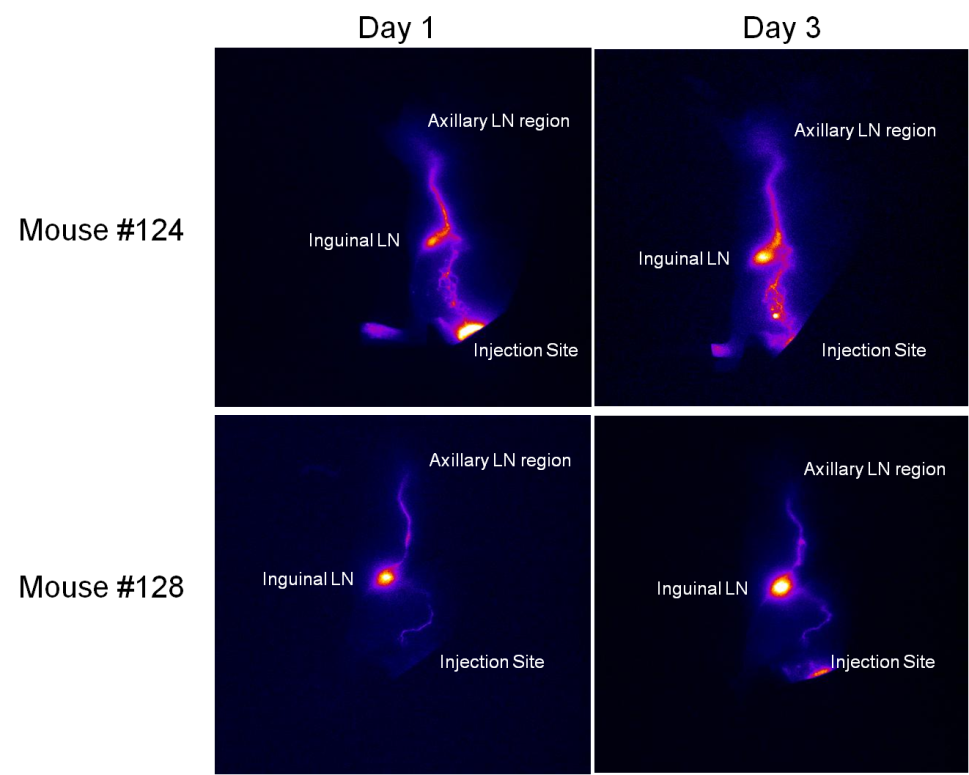 Day 1
Day 3
Mouse #124
Axillary LN region
Inguinal LN
Injection Site
Axillary LN region
Inguinal LN
Injection Site
Mouse #128
Axillary LN region
Inguinal LN
Injection Site
Axillary LN region
Inguinal LN
Injection Site